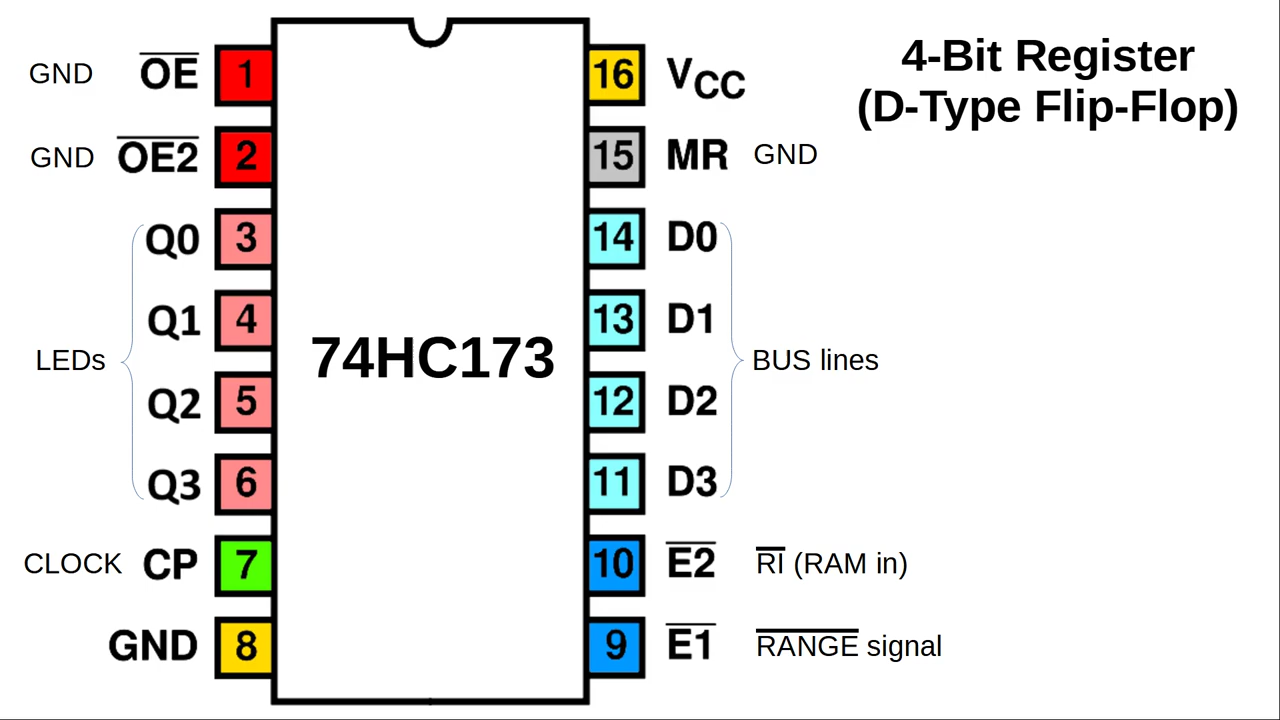 4-Bit Register
(D-Type Flip-Flop)
GND OE 1
GND OE2 2
Q0 3
Q1 4
LEDs
Q2 5
Q3 6
CLOCK CP 7
GND 8
74HC173
16 VCC
15 MR GND
14 D0
13 D1
BUS lines
12 D2
11 D3
10 E2 RI (RAM in)
9 E1 RANGE signal